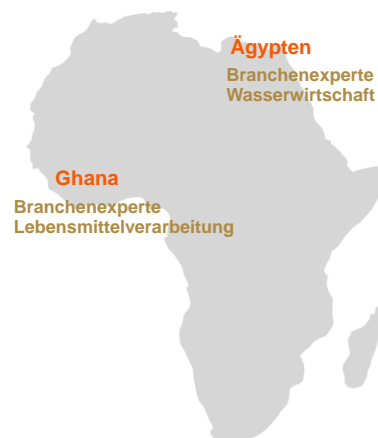 Ägypten
Branchenexperte
Wasserwirtschaft
Ghana
Branchenexperte
Lebensmittelverarbeitung